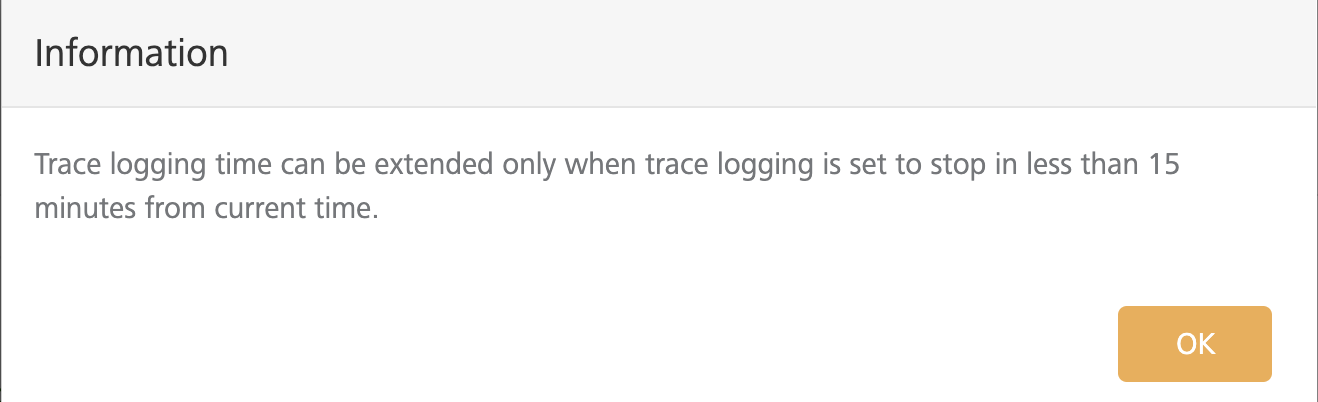 Information
Trace logging time can be extended only when trace logging is set to stop in less than 15
minutes from current time.
OK